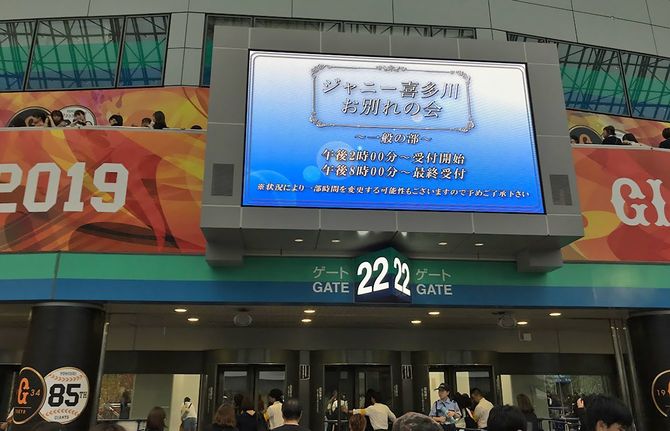 ジャニー喜多川
お別れの会
～一般の部～
午後2時00分～受付開始
午後8時00分～最終受付
※状況により一部時間を変更する可能性もございますので予めご了承下さい
2019
GI
ゲート
GATE
22
22
ゲート
GATE
G
34
85TH
GIANTS
19